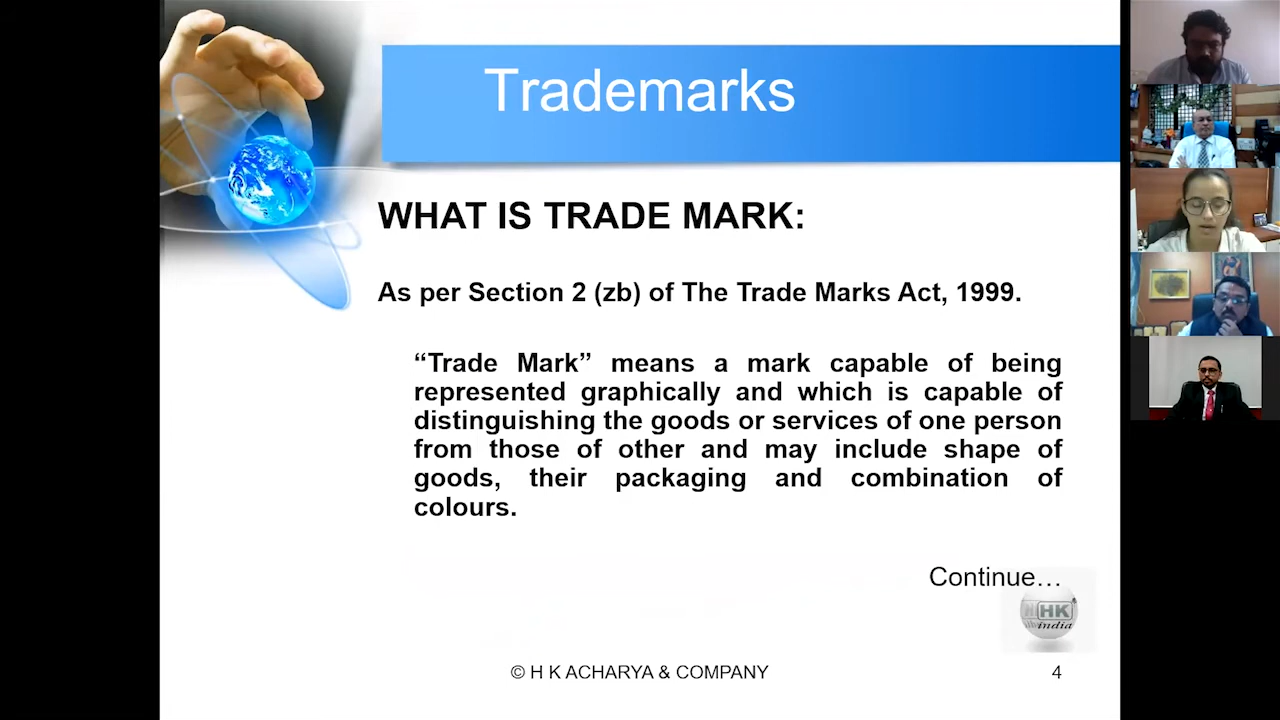 Trademarks
WHAT IS TRADE MARK:
As per Section 2 (zb) of The Trade Marks Act, 1999.
“Trade Mark” means a mark capable of being
represented graphically and which is capable of
distinguishing the goods or services of one person
from those of other and may include shape of
goods, their packaging and combination of
colours.
Continue…
HK
india
© H K ACHARYA & COMPANY
4